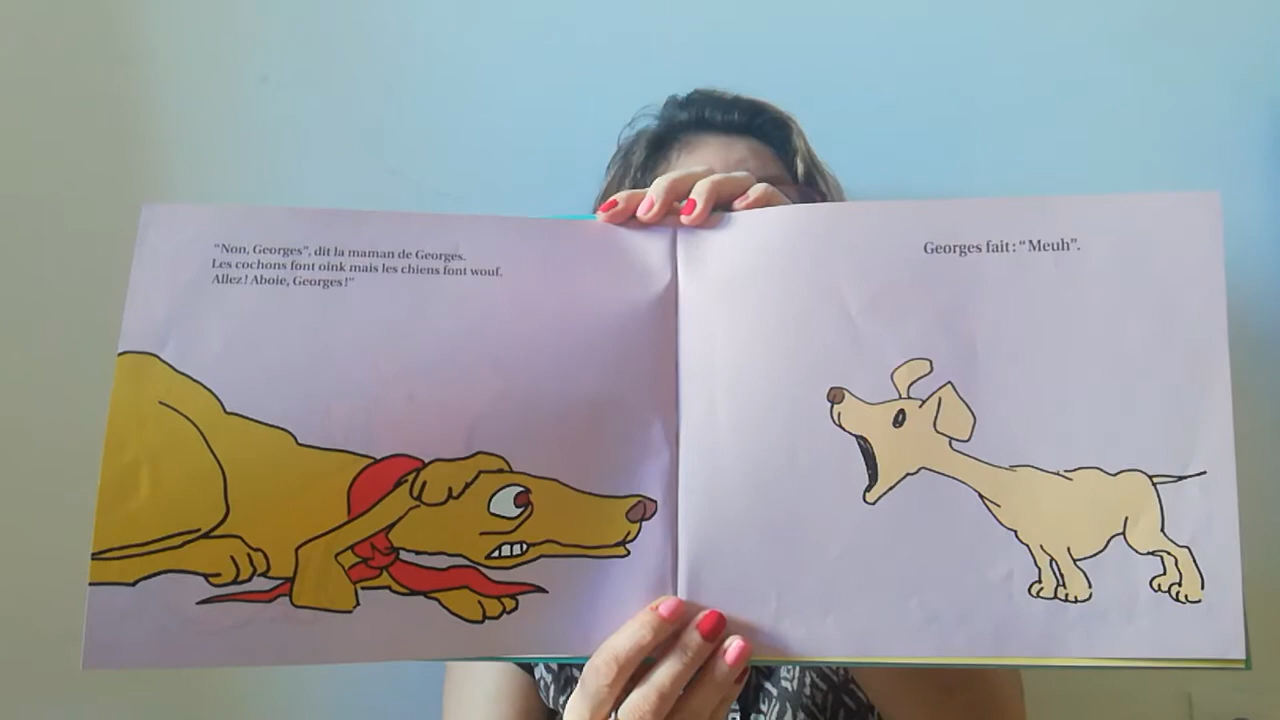 “Non, Georges”, dit la maman de Georges.
Les cochons font oink mais les chiens font wouf.
Allez ! Aboie, Georges !”
Georges fait : “Meuh”.